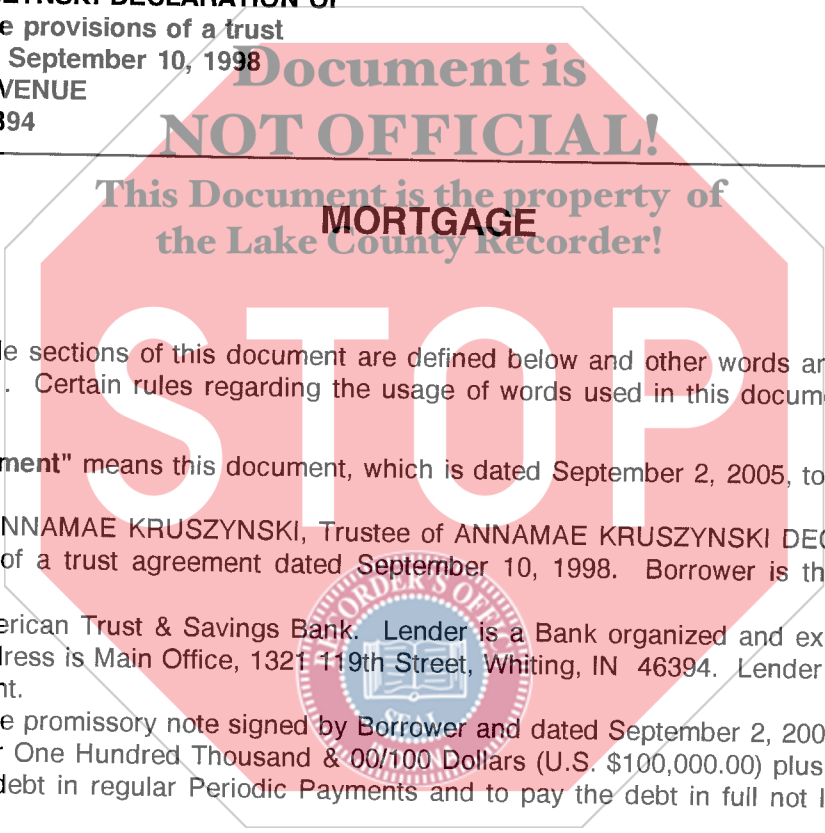 e provisions of a trust
September 10, 1998
VENUE
394
Document is
NOT OFFICIAL!
This Document is the property of
the Lake County Recorder!
MORTGAGE
STOP
le sections of this document are defined below and other words
. Certain rules regarding the usage of words used in this docum
ment" means this document, which is dated September 2, 2005, to
NNAMAE KRUSZYNSKI, Trustee of ANNAMAE KRUSZYNSKI DEC
of a trust agreement dated September 10, 1998. Borrower is th
erican Trust & Savings Bank. Lender is a Bank organized and ex
dress is Main Office, 1321 119th Street, Whiting, IN 46394. Lender
nt.
e promissory note signed by Borrower and dated September 2, 200
One Hundred Thousand & 00/100 Dollars (U.S. $100,000.00) plus
debt in regular Periodic Payments and to pay the debt in full not
SEAL